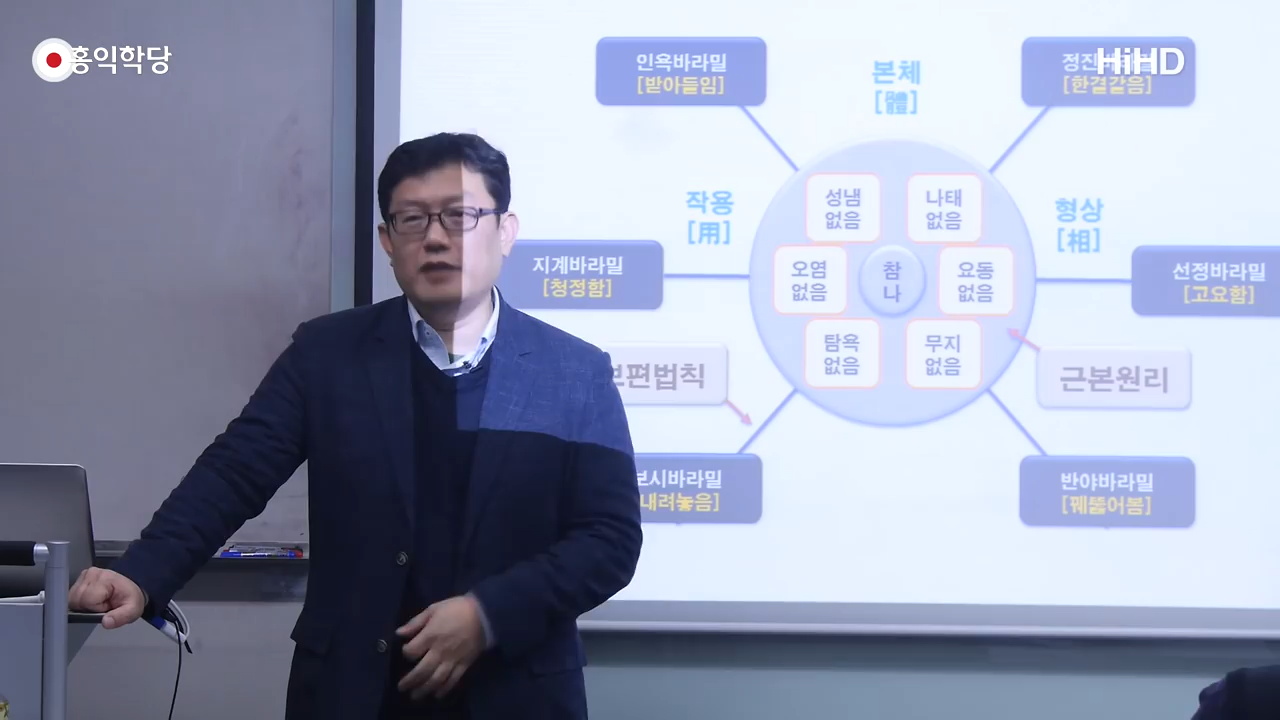 홍익학당
HiHD
인욕바라밀
[받아들임]
본체
[體]
[한결같음]
성냄
없음
나태
없음
작용
[用]
형상
[相]
지계바라밀
[청정함]
오염
없음
참
나
요동
없음
선정바라밀
[고요함]
탐욕
없음
무지
없음
보편법칙
근본원리
보시바라밀
내려놓음]
반야바라밀
[꿰뚫어봄]